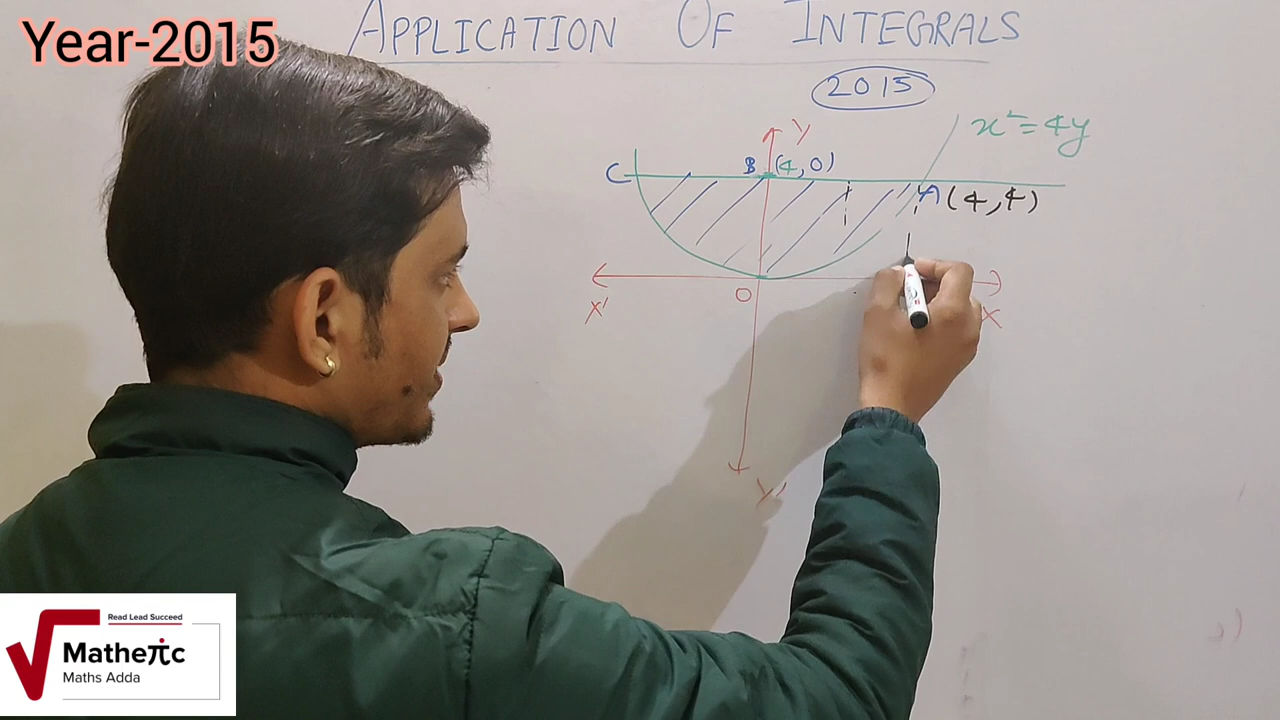 Year-2015
APPLICATION OF INTEGRALS
2015
x²=4y
Y
C
B (4,0)
A (4,4)
O
X'
X
Y'
Read Lead Succeed
Matheπc
Maths Adda